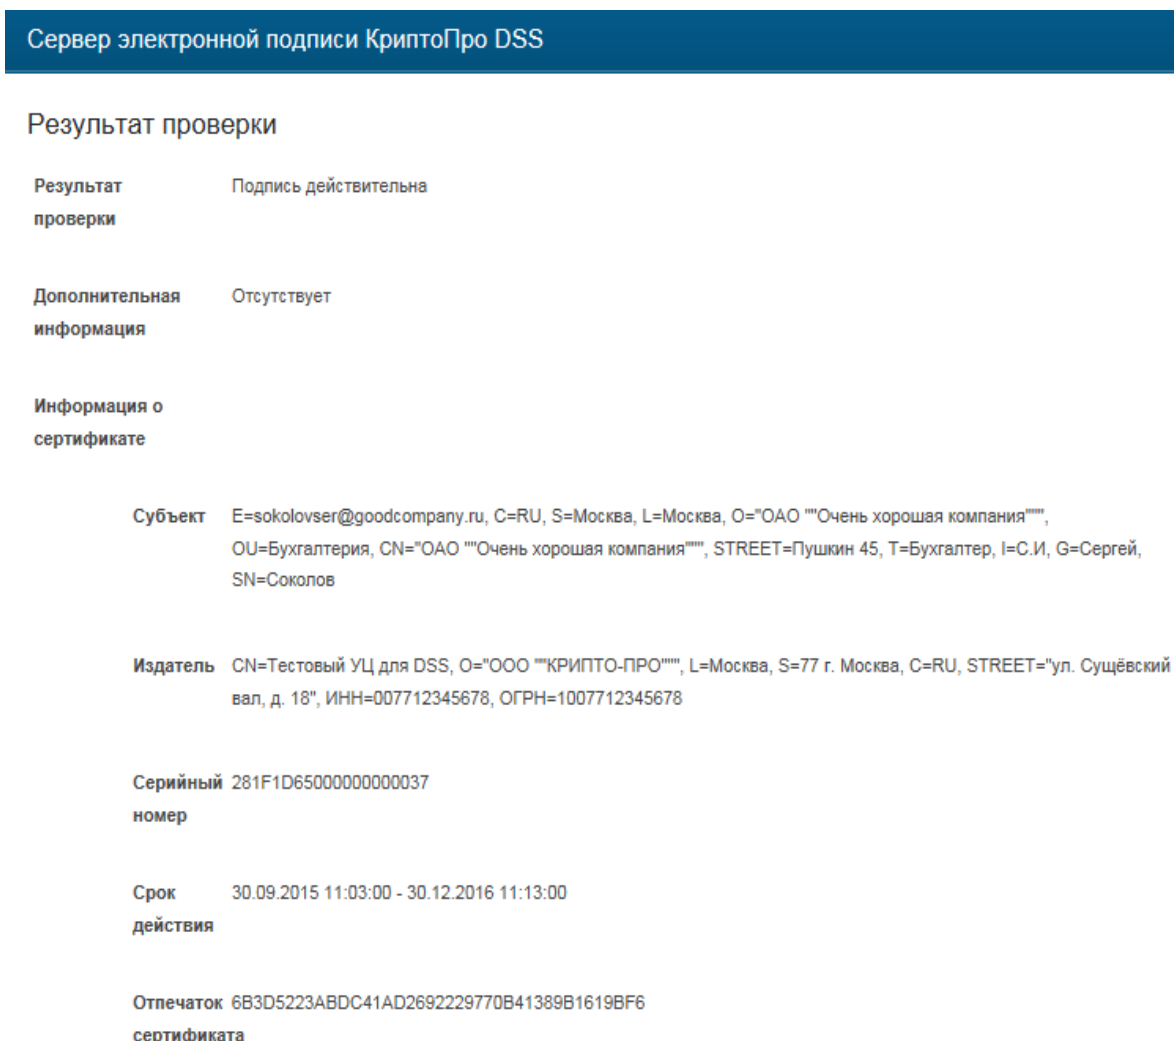 Сервер электронной подписи КриптоПро DSS
Результат проверки
Результат проверки Подпись действительна
Дополнительная информация Отсутствует
Информация о сертификате
Субъект E=sokolovser@goodcompany.ru, C=RU, S=Москва, L=Москва, O="ОАО ""Очень хорошая компания""",
OU=Бухгалтерия, CN="ОАО ""Очень хорошая компания""", STREET=Пушкин 45, T=Бухгалтер, I=С.И, G=Сергей,
SN=Соколов
Издатель CN=Тестовый УЦ для DSS, O="ООО ""КРИПТО-ПРО""", L=Москва, S=77 г. Москва, C=RU, STREET="ул. Сущёвский
вал, д. 18", ИНН=007712345678, ОГРН=1007712345678
Серийный номер 281F1D65000000000037
Срок действия 30.09.2015 11:03:00 - 30.12.2016 11:13:00
Отпечаток сертификата 6B3D5223ABDC41AD2692229770B41389B1619BF6